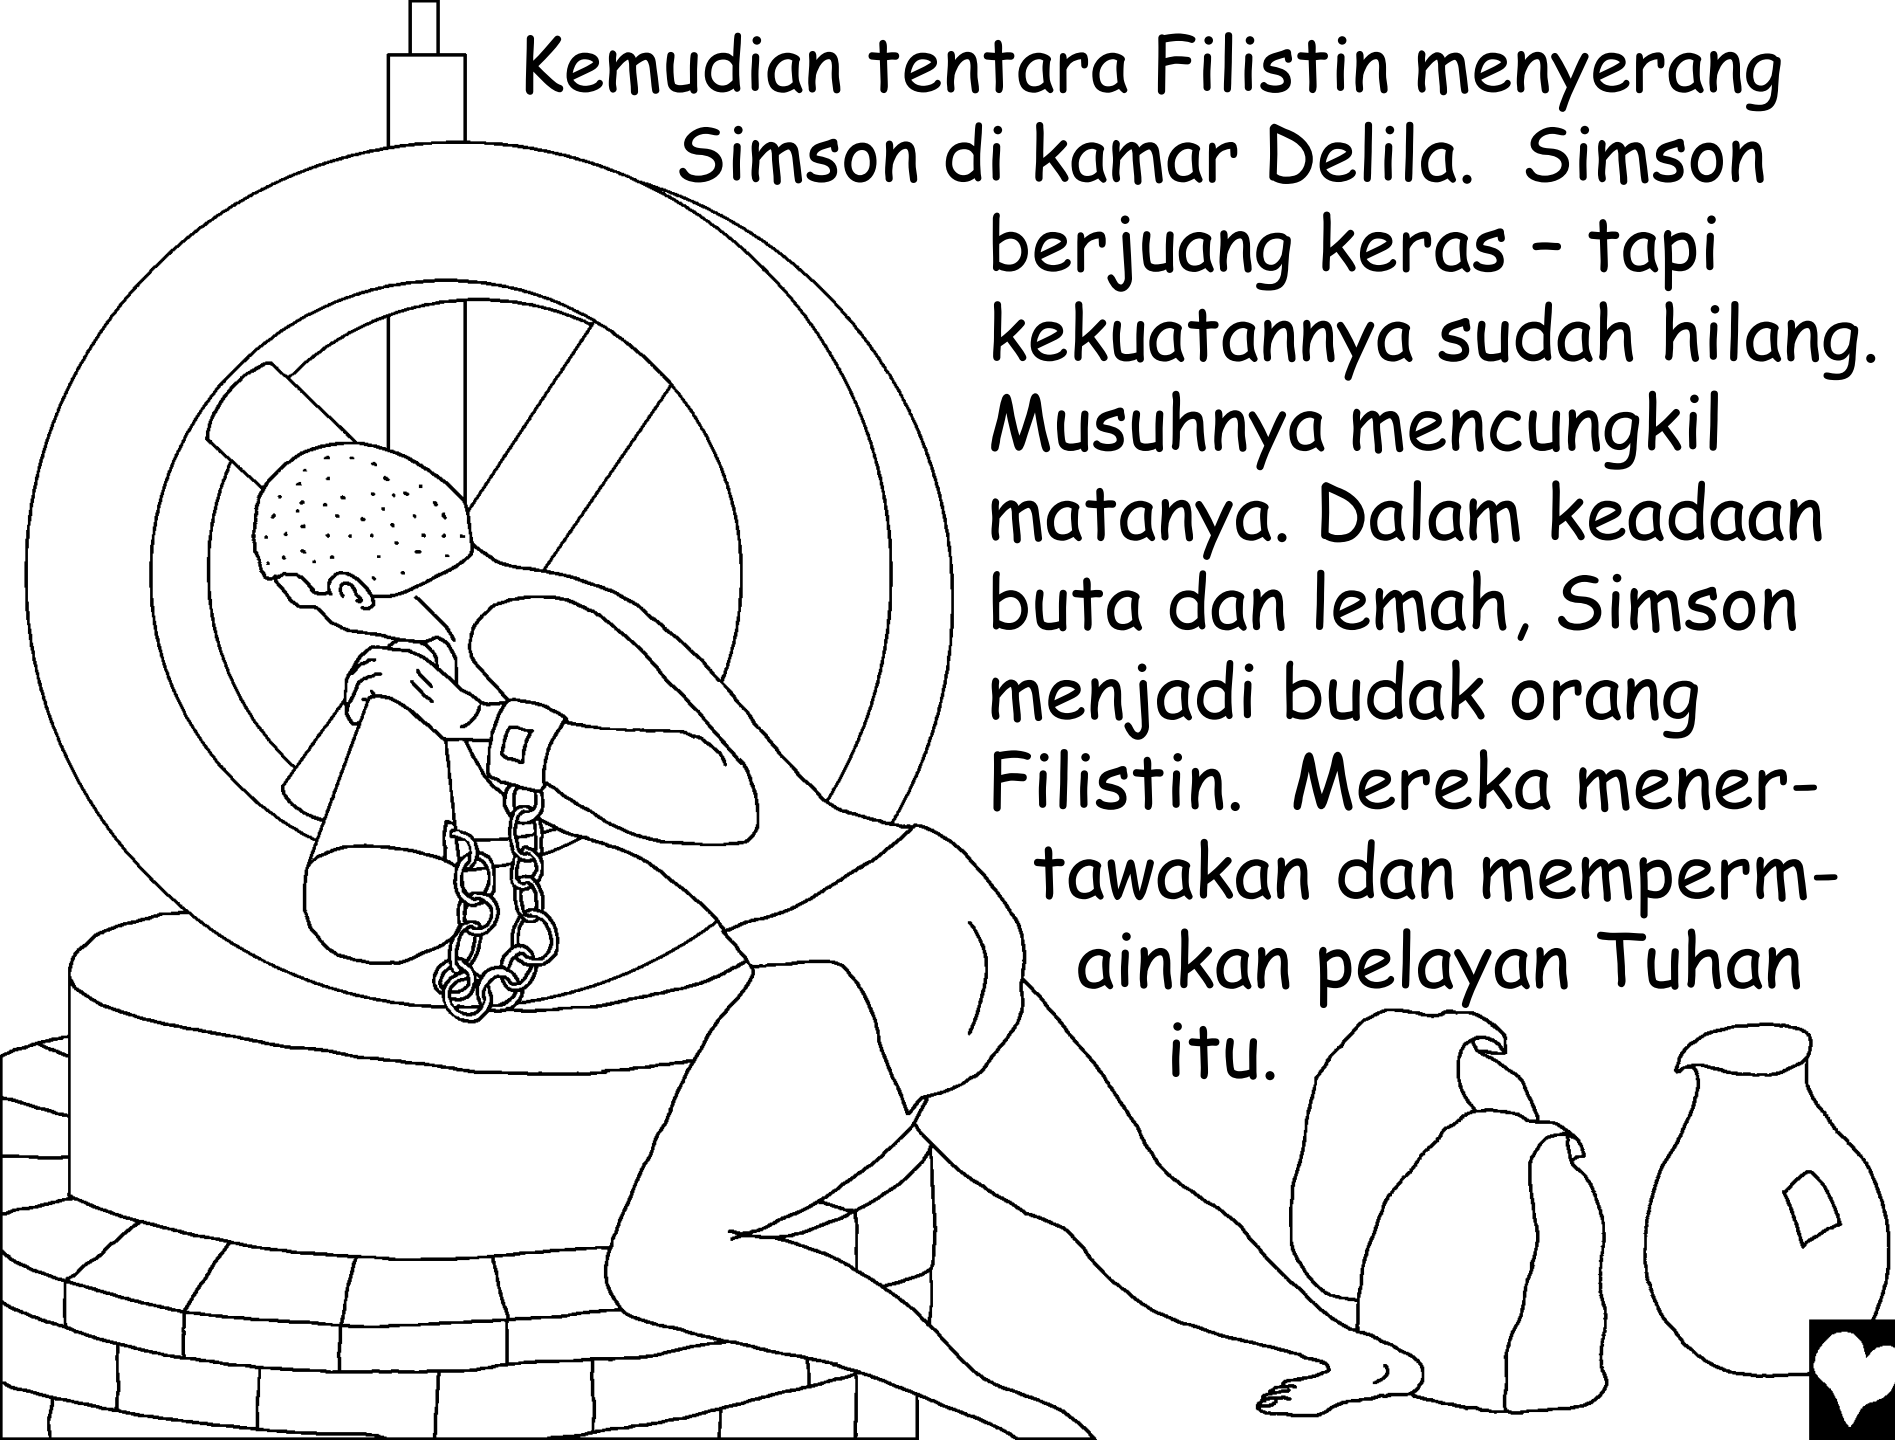 Kemudian tentara Filistin menyerang
Simson di kamar Delila.  Simson
berjuang keras – tapi
kekuatannya sudah hilang.
Musuhnya mencungkil
matanya. Dalam keadaan
buta dan lemah, Simson
menjadi budak orang
Filistin.  Mereka mener-
tawakan dan memperm-
ainkan pelayan Tuhan
itu.